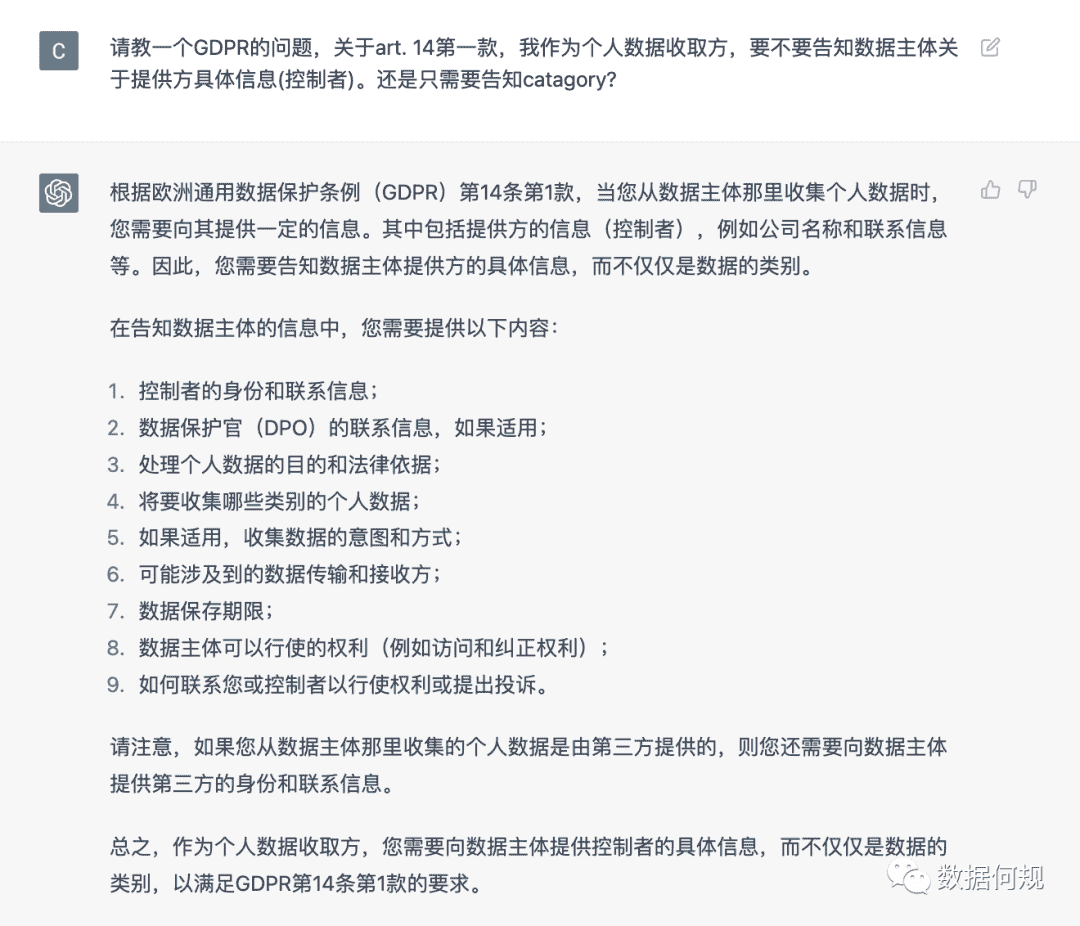 C
请教一个GDPR的问题，关于art. 14第一款，我作为个人数据收取方，要不要告知数据主体关
于提供方具体信息(控制者)。还是只需要告知catagory?
根据欧洲通用数据保护条例（GDPR）第14条第1款，当您从数据主体那里收集个人数据时，
您需要向其提供一定的信息。其中包括提供方的信息（控制者），例如公司名称和联系信息
等。因此，您需要告知数据主体提供方的具体信息，而不仅仅是数据的类别。
在告知数据主体的信息中，您需要提供以下内容：
1. 控制者的身份和联系信息；
2. 数据保护官（DPO）的联系信息，如果适用；
3. 处理个人数据的目的和法律依据；
4. 将要收集哪些类别的个人数据；
5. 如果适用，收集数据的意图和方式；
6. 可能涉及到的数据传输和接收方；
7. 数据保存期限；
8. 数据主体可以行使的权利（例如访问和纠正权利）；
9. 如何联系您或控制者以行使权利或提出投诉。
请注意，如果您从数据主体那里收集的个人数据是由第三方提供的，则您还需要向数据主体
提供第三方的身份和联系信息。
总之，作为个人数据收取方，您需要向数据主体提供控制者的具体信息，而不仅仅是数据的
类别，以满足GDPR第14条第1款的要求。
数据何规